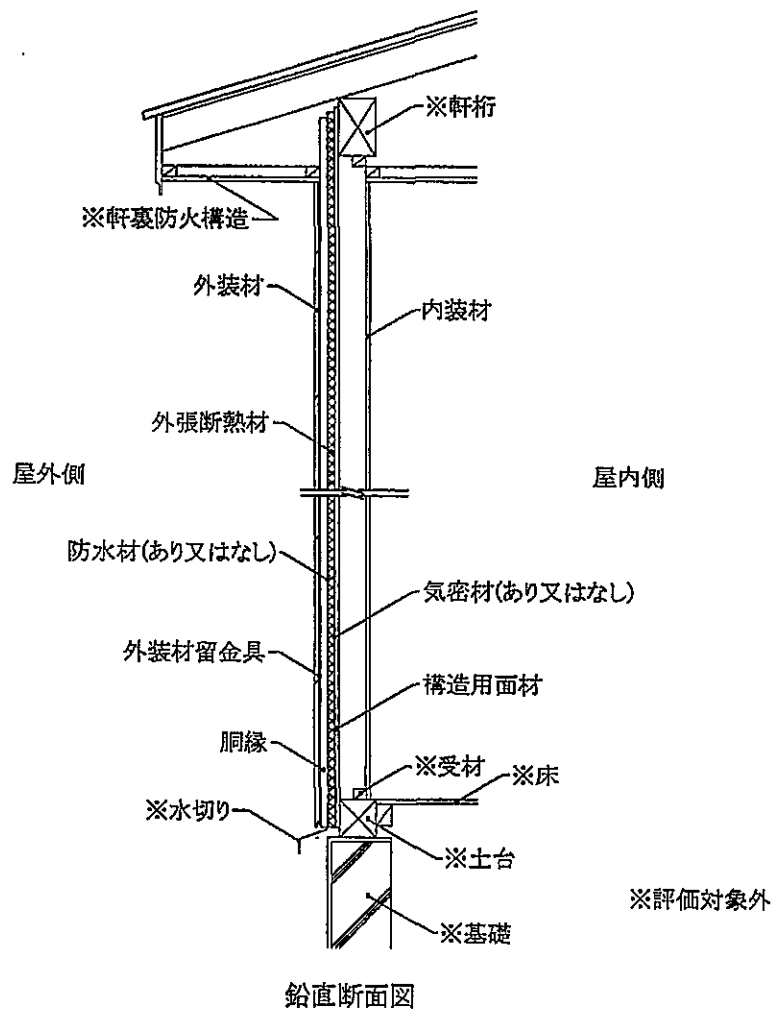 ※軒桁
※軒裏防火構造
外装材
内装材
外張断熱材
屋外側
屋内側
防水材(あり又はなし)
気密材(あり又はなし)
外装材留金具
構造用面材
胴縁
※受材
※床
※水切り
※土台
※評価対象外
※基礎
鉛直断面図